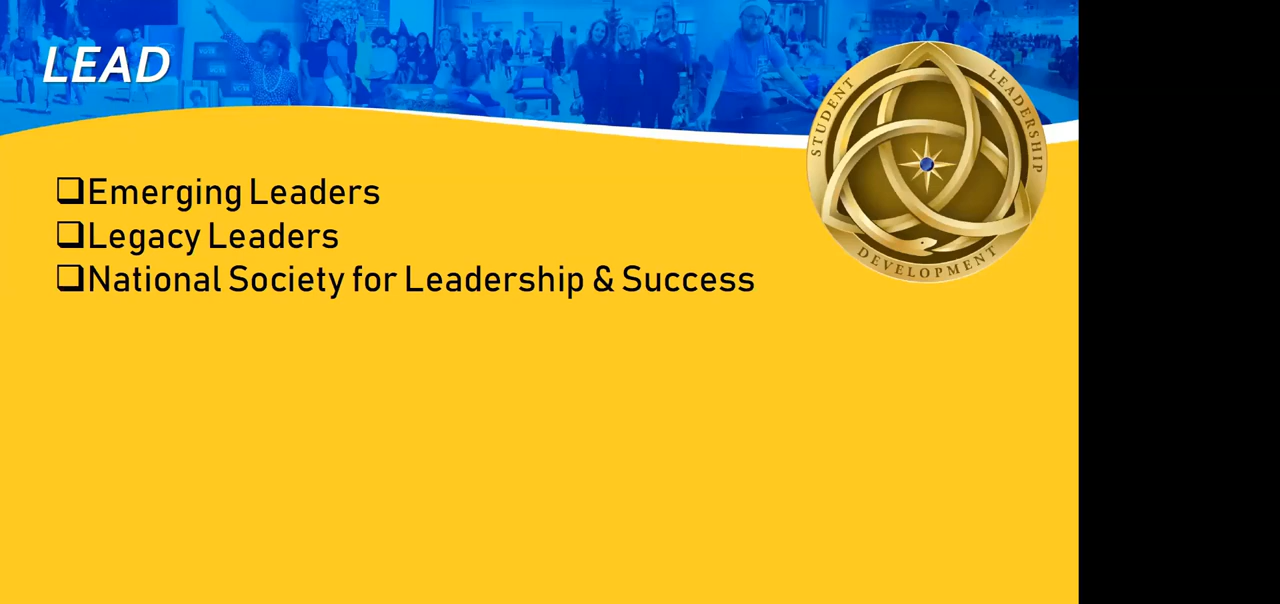 LEAD
STUDENT LEADERSHIP DEVELOPMENT
❑Emerging Leaders
❑Legacy Leaders
❑National Society for Leadership & Success